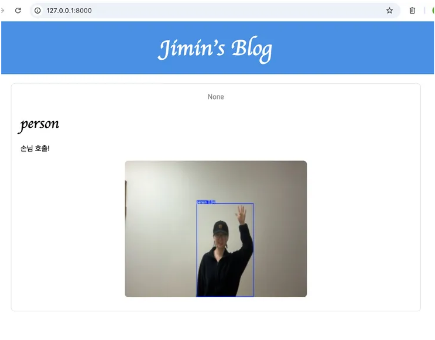 127.0.0.1:8000
Jimin's Blog
None
person
손님 호출!